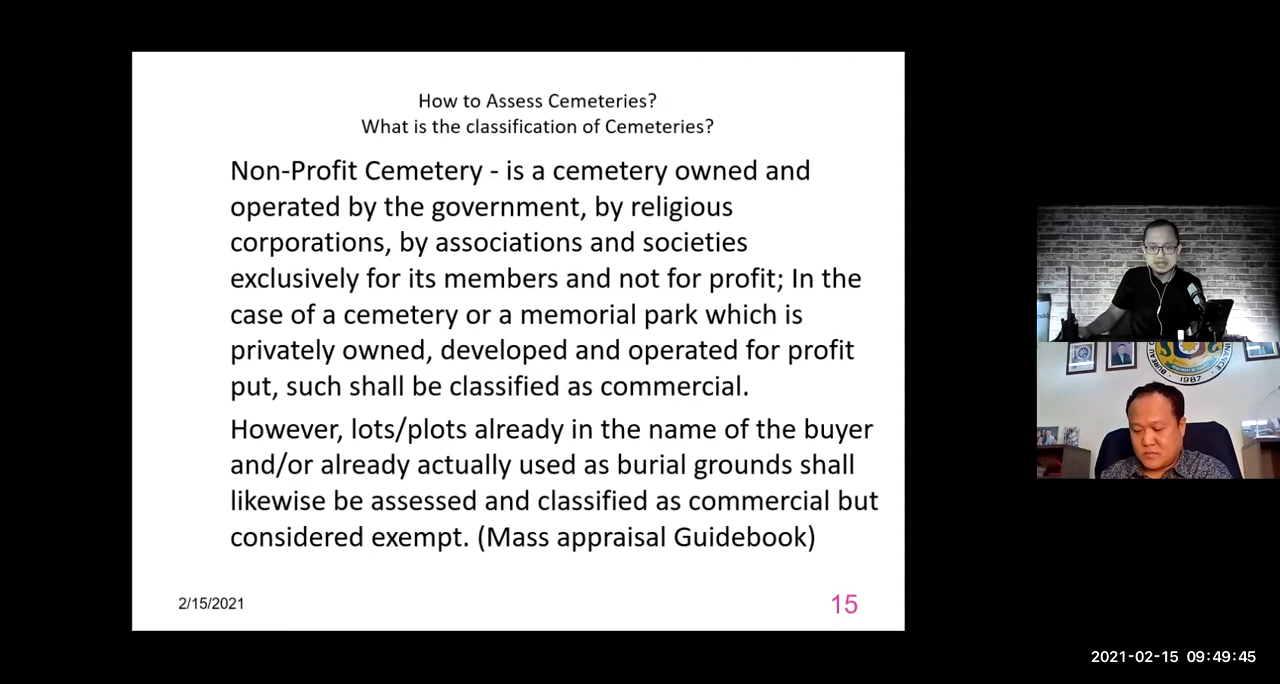 How to Assess Cemeteries?
What is the classification of Cemeteries?
Non-Profit Cemetery - is a cemetery owned and
operated by the government, by religious
corporations, by associations and societies
exclusively for its members and not for profit; In the
case of a cemetery or a memorial park which is
privately owned, developed and operated for profit
put, such shall be classified as commercial.
However, lots/plots already in the name of the buyer
and/or already actually used as burial grounds shall
likewise be assessed and classified as commercial but
considered exempt. (Mass appraisal Guidebook)
2/15/2021
15
BUREAU
FINANCE
1987
2021-02-15 09:49:45